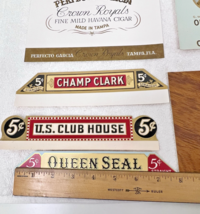 Crown Royals
FINE MILD HAVANA CIGAR
MADE IN TAMPA
PERFECTO GARCIA TAMPA, FLA.
5¢ CHAMP CLARK 5¢
5¢ U.S. CLUB HOUSE 5¢
5¢ QUEEN SEAL 5¢